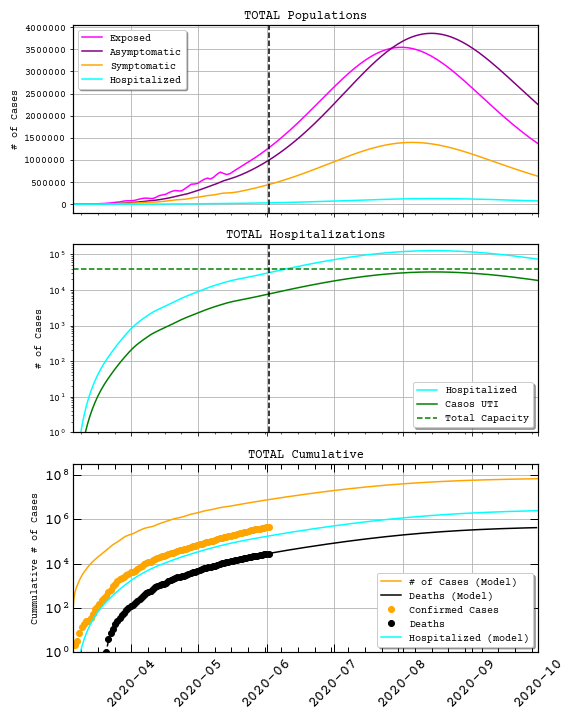 TOTAL Populations
# of Cases
4000000
3500000
3000000
2500000
2000000
1500000
1000000
500000
0
Exposed
Asymptomatic
Symptomatic
Hospitalized
TOTAL Hospitalizations
# of Cases
10^5
10^4
10^3
10^2
10^1
10^0
Hospitalized
Casos UTI
Total Capacity
TOTAL Cumulative
Cummulative # of Cases
10^8
10^6
10^4
10^2
10^0
# of Cases (Model)
Deaths (Model)
Confirmed Cases
Deaths
Hospitalized (model)
2020-04
2020-05
2020-06
2020-07
2020-08
2020-09
2020-10